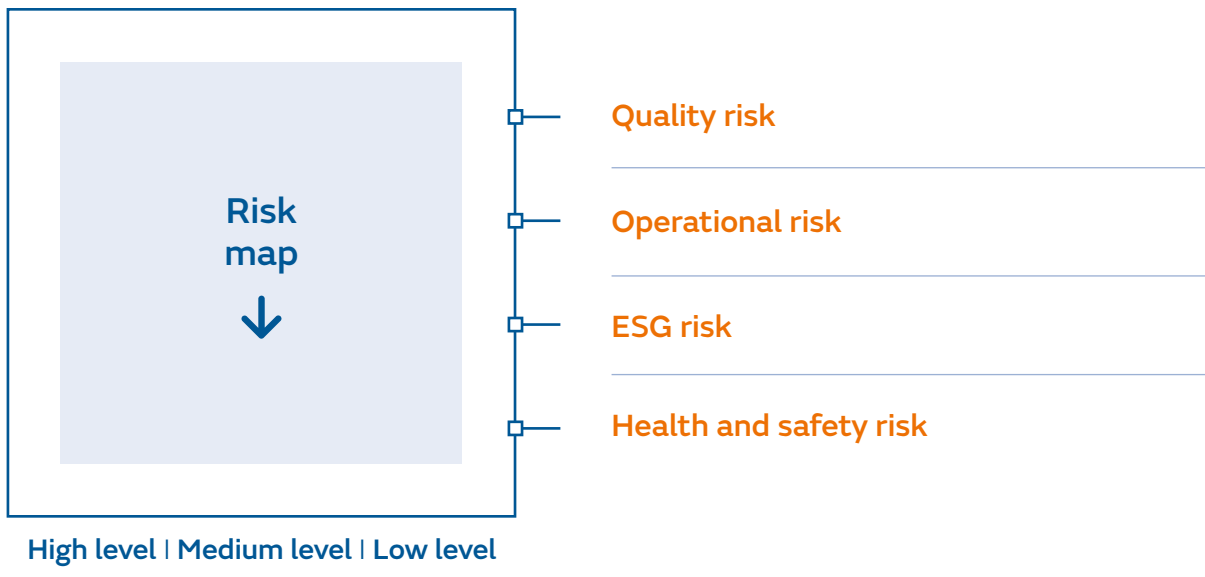 Risk
map
Quality risk
Operational risk
ESG risk
Health and safety risk
High level | Medium level | Low level